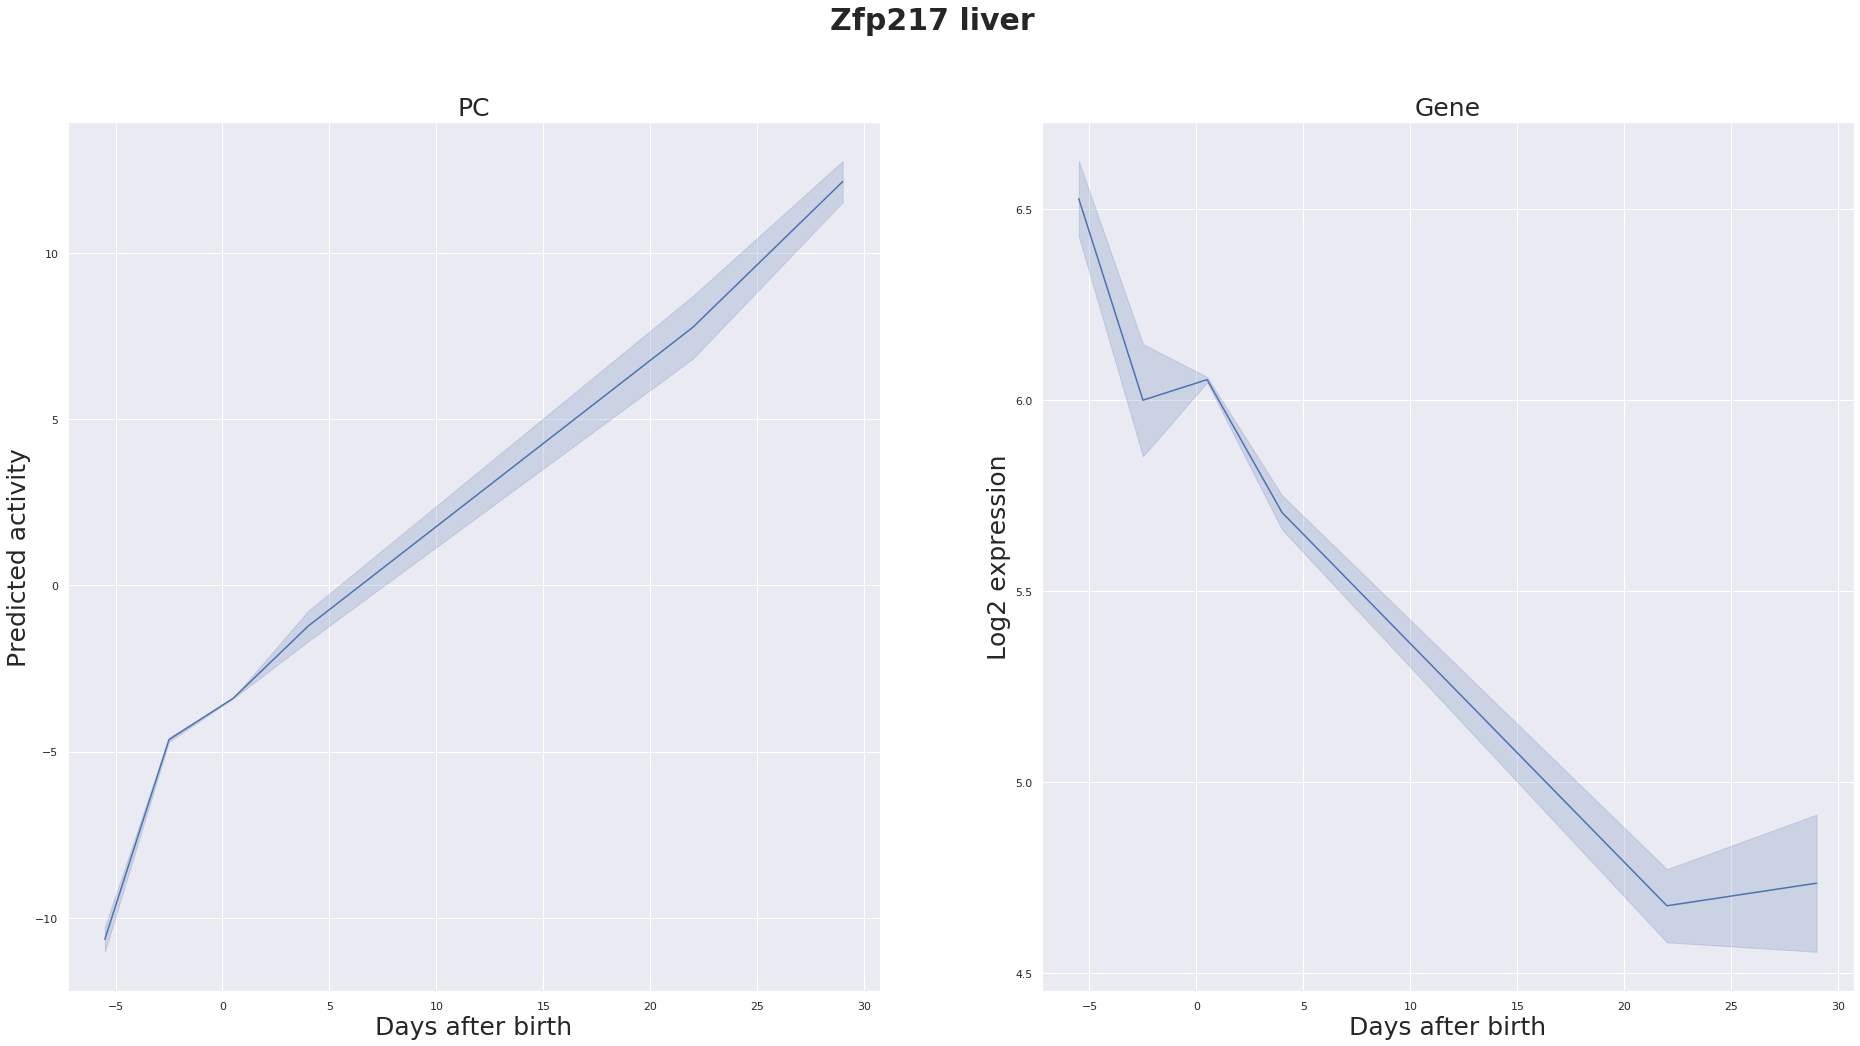 Zfp217 liver
PC
Predicted activity
10
5
0
−5
−10
−5 0 5 10 15 20 25 30
Days after birth
Gene
Log2 expression
6.5
6.0
5.5
5.0
4.5
−5 0 5 10 15 20 25 30
Days after birth